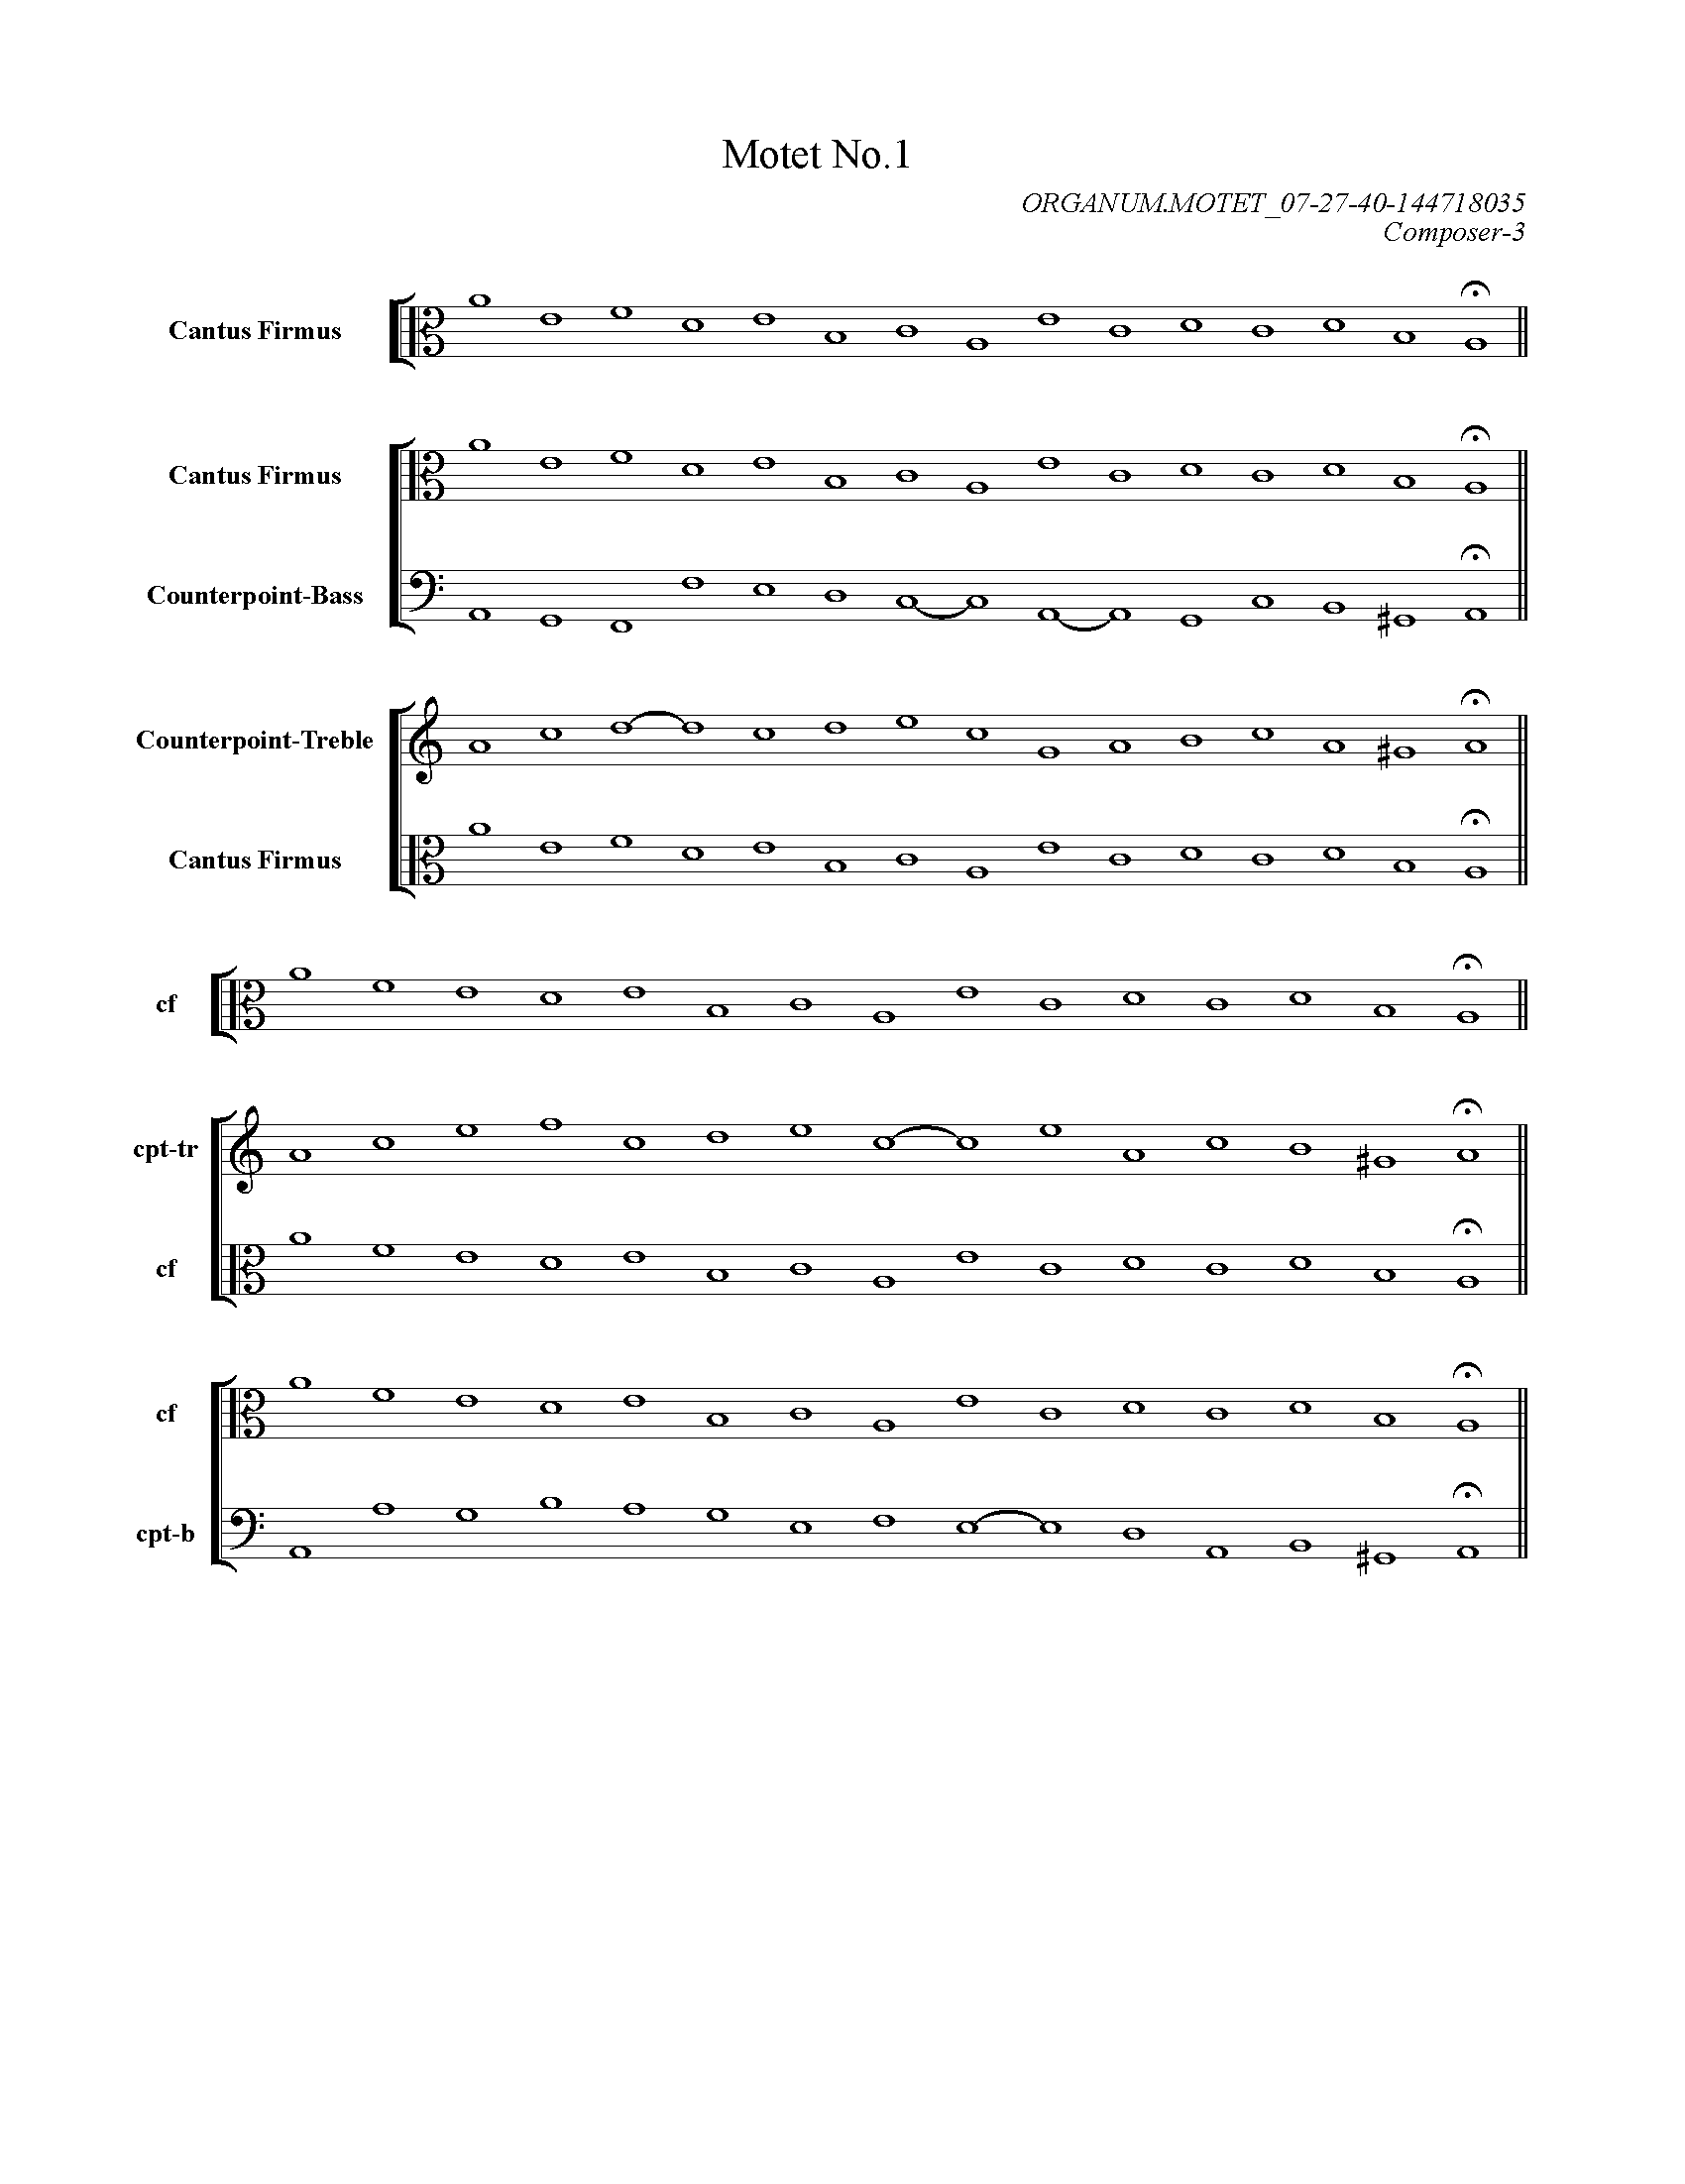 Motet No.1
ORGANUM.MOTET_07-27-40-144718035
Composer-3
Cantus Firmus
Cantus Firmus
Counterpoint-Bass
Counterpoint-Treble
Cantus Firmus
cf
cpt-tr
cf
cf
cpt-b